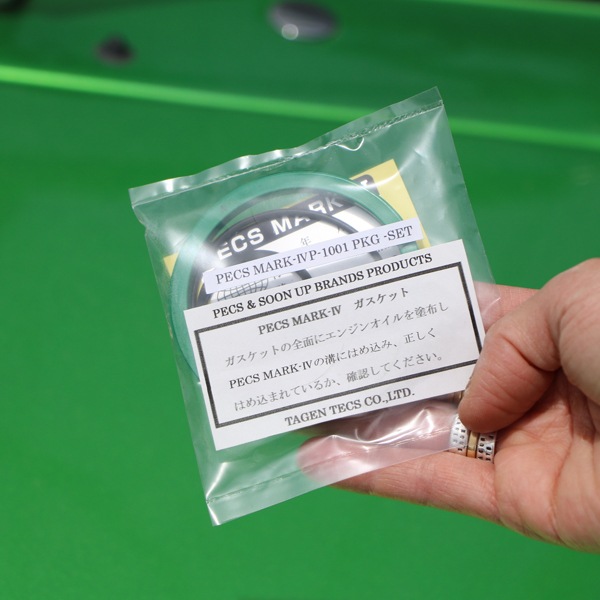 PECS MARK-
年
PECS MARK-IVP-1001 PKG -SET
PECS & SOON UP BRANDS PRODUCTS
PECS MARK-Ⅳ ガスケット
ガスケットの全面にエンジンオイルを塗布し
PECS MARK-Ⅳの溝にはめ込み、正しく
はめ込まれているか、確認してください。
TAGEN TECS CO.,LTD.